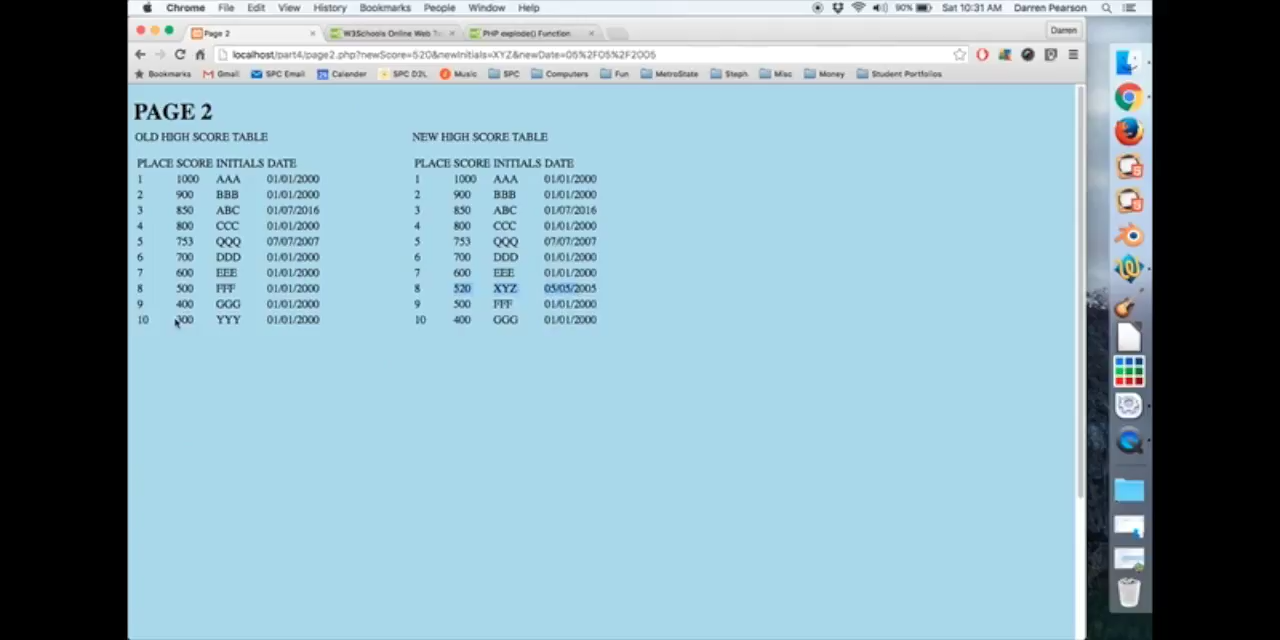 Chrome File Edit View History Bookmarks People Window Help 90% Sat 10:31 AM Darren Pearson
Page 2 W3Schools Online Web PHP explode() Function Darren
localhost/part4/page2.php?newScore=520&newInitials=XYZ&newDate=05%2F05%2F2005
Bookmarks Gmail SPC Email Calender SPC D2L Music SPC Computers Fun MetroState Steph Misc Money Student Portfolios
PAGE 2
OLD HIGH SCORE TABLE
PLACE SCORE INITIALS DATE
1 1000 AAA 01/01/2000
2 900 BBB 01/01/2000
3 850 ABC 01/07/2016
4 800 CCC 01/01/2000
5 753 QQQ 07/07/2007
6 700 DDD 01/01/2000
7 600 EEE 01/01/2000
8 500 FFF 01/01/2000
9 400 GGG 01/01/2000
10 300 YYY 01/01/2000
NEW HIGH SCORE TABLE
PLACE SCORE INITIALS DATE
1 1000 AAA 01/01/2000
2 900 BBB 01/01/2000
3 850 ABC 01/07/2016
4 800 CCC 01/01/2000
5 753 QQQ 07/07/2007
6 700 DDD 01/01/2000
7 600 EEE 01/01/2000
8 520 XYZ 05/05/2005
9 500 FFF 01/01/2000
10 400 GGG 01/01/2000